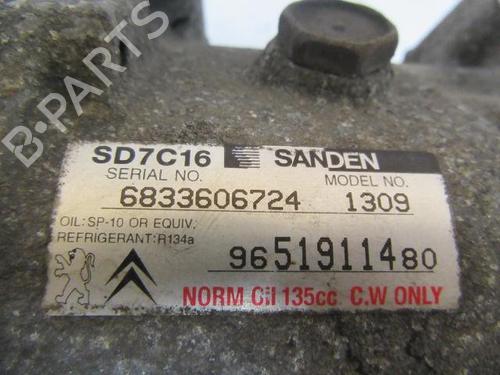 B-PARTS
SD7C16 SANDEN
SERIAL NO. MODEL NO.
6833606724 1309
OIL: SP-10 OR EQUIV,
REFRIGERANT: R134a
9651911480
NORM Cil 135cc C.W ONLY